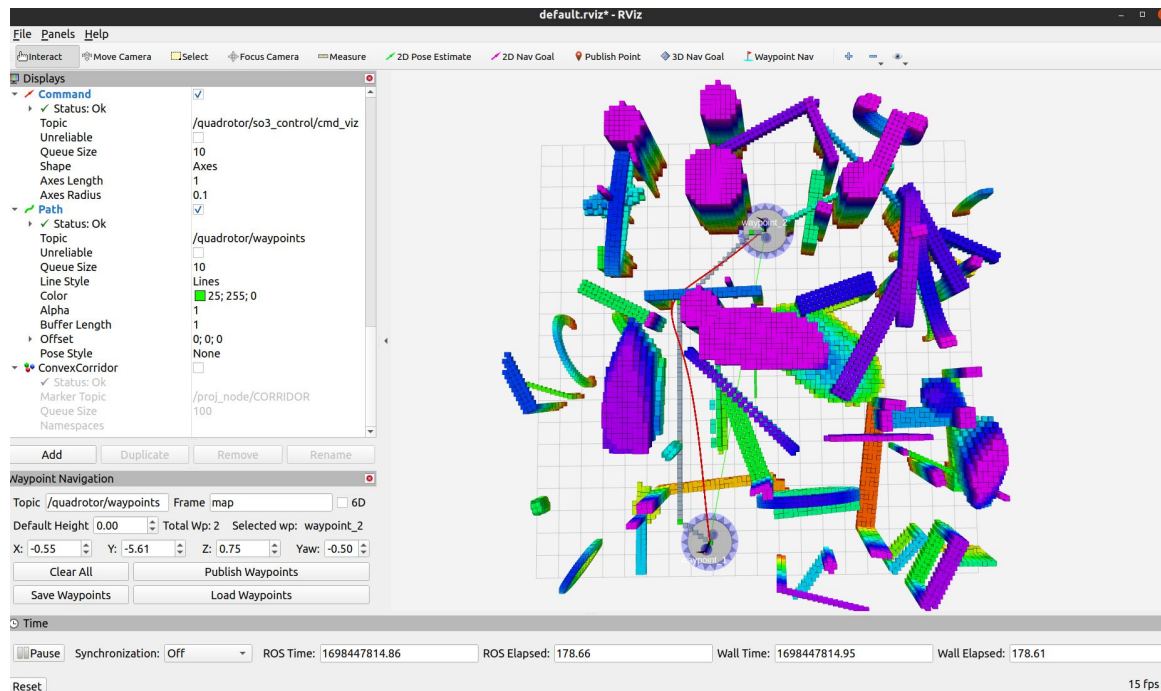 default.rviz* - RViz
File Panels Help
Interact Move Camera Select Focus Camera Measure 2D Pose Estimate 2D Nav Goal Publish Point 3D Nav Goal Waypoint Nav
Displays
Command
Status: Ok
Topic /quadrotor/so3_control/cmd_viz
Unreliable
Queue Size 10
Shape Axes
Axes Length 1
Axes Radius 0.1
Path
Status: Ok
Topic /quadrotor/waypoints
Unreliable
Queue Size 10
Line Style Lines
Color 25; 255; 0
Alpha 1
Buffer Length 1
Offset 0; 0; 0
Pose Style None
ConvexCorridor
Status: Ok
Marker Topic /proj_node/CORRIDOR
Queue Size 100
Namespaces
Add Duplicate Remove Rename
Waypoint Navigation
Topic /quadrotor/waypoints Frame map 6D
Default Height 0.00 Total Wp: 2 Selected wp: waypoint_2
X: -0.55 Y: -5.61 Z: 0.75 Yaw: -0.50
Clear All Publish Waypoints
Save Waypoints Load Waypoints
Time
Pause Synchronization: Off ROS Time: 1698447814.86 ROS Elapsed: 178.66 Wall Time: 1698447814.95 Wall Elapsed: 178.61
Reset 15 fps